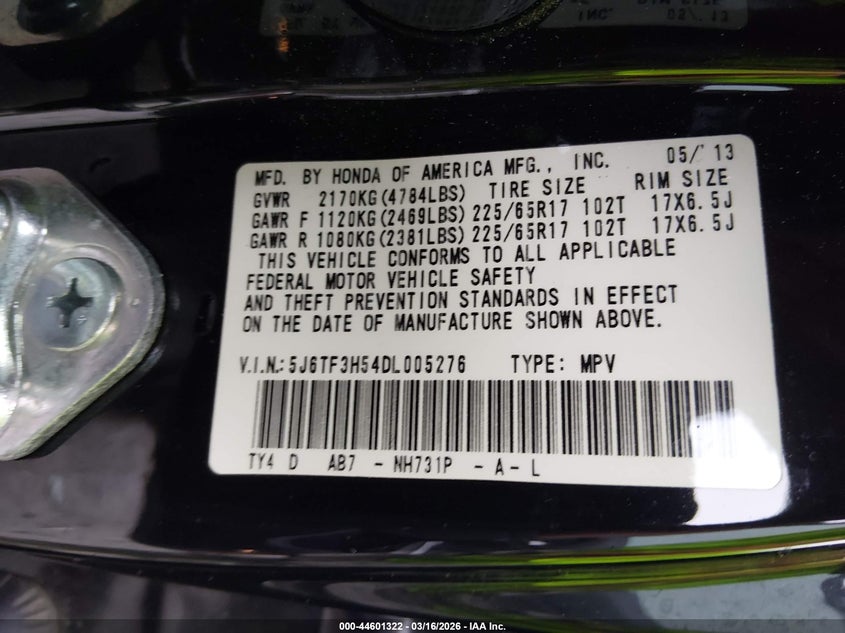 MFD. BY HONDA OF AMERICA MFG., INC. 05/ 13
GVWR 2170KG(4784LBS) TIRE SIZE RIM SIZE
GAWR F 1120KG(2469LBS) 225/65R17 102T 17X6.5J
GAWR R 1080KG(2381LBS) 225/65R17 102T 17X6.5J
THIS VEHICLE CONFORMS TO ALL APPLICABLE
FEDERAL MOTOR VEHICLE SAFETY
AND THEFT PREVENTION STANDARDS IN EFFECT
ON THE DATE OF MANUFACTURE SHOWN ABOVE.
V.I.N.: 5J6TF3H54DL005276 TYPE: MPV
TY4 D AB7 - NH731P - A - L
000-44601322 - 03/16/2026 - IAA Inc.